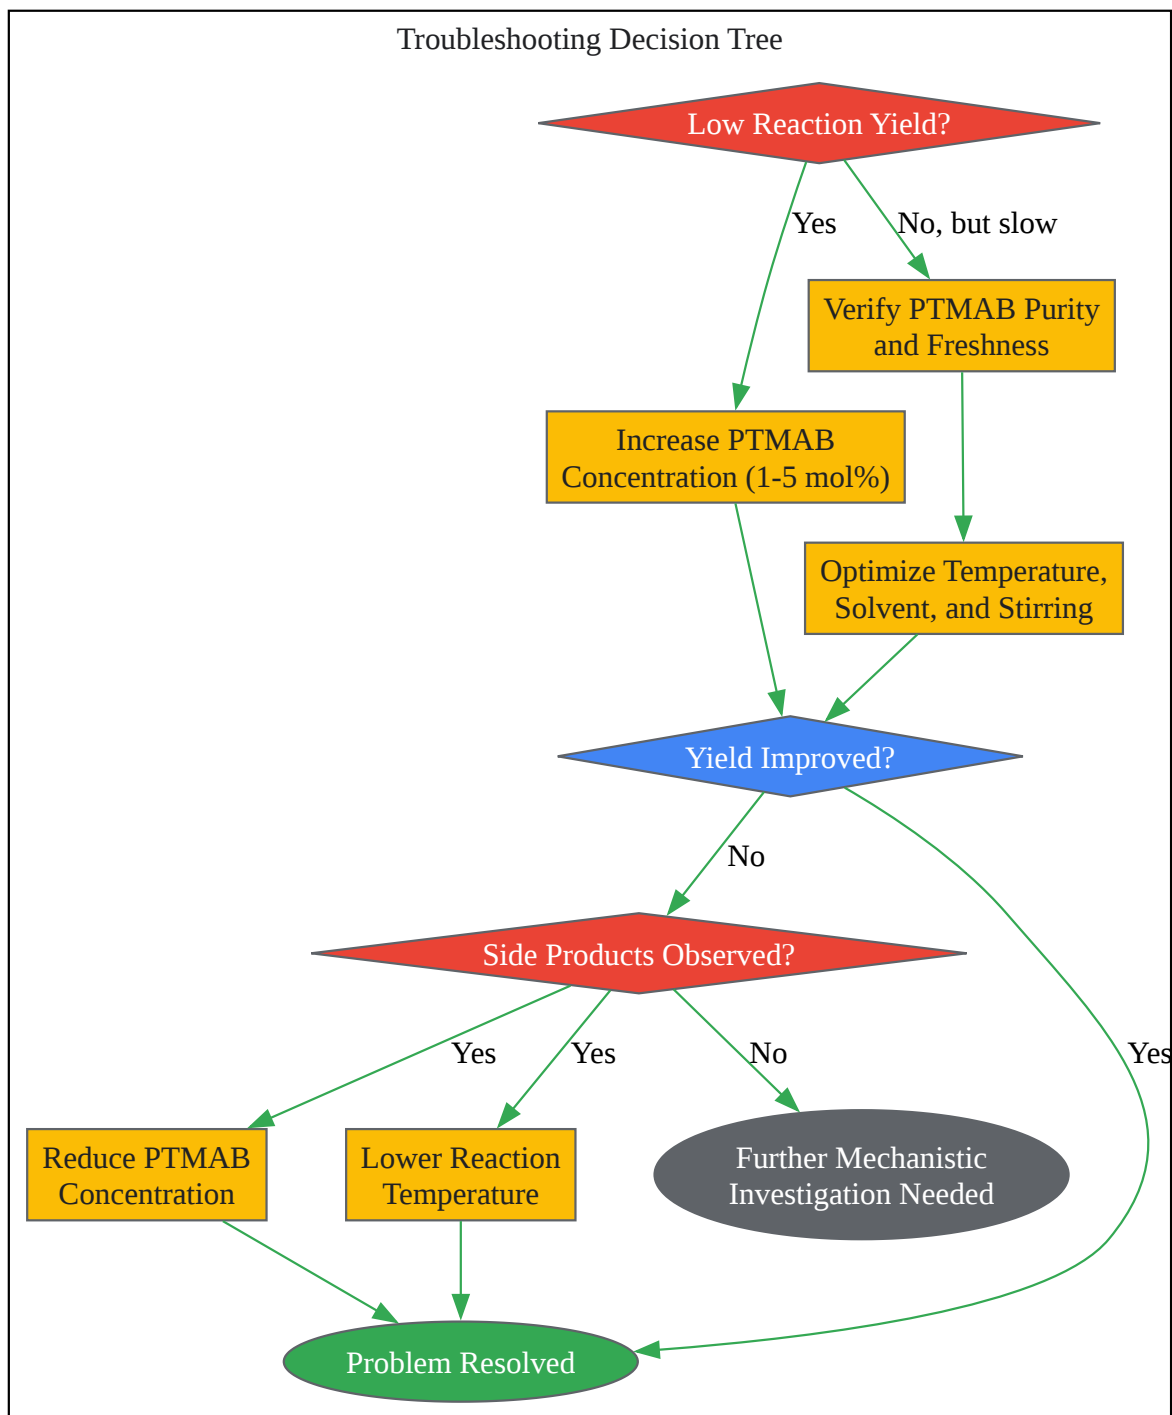 Troubleshooting Decision Tree
Low Reaction Yield?
Yes
No, but slow
Verify PTMAB Purity
and Freshness
Increase PTMAB
Concentration (1-5 mol%)
Optimize Temperature,
Solvent, and Stirring
Yield Improved?
No
Side Products Observed?
Yes
Yes
No
Yes
Reduce PTMAB
Concentration
Lower Reaction
Temperature
Further Mechanistic
Investigation Needed
Problem Resolved